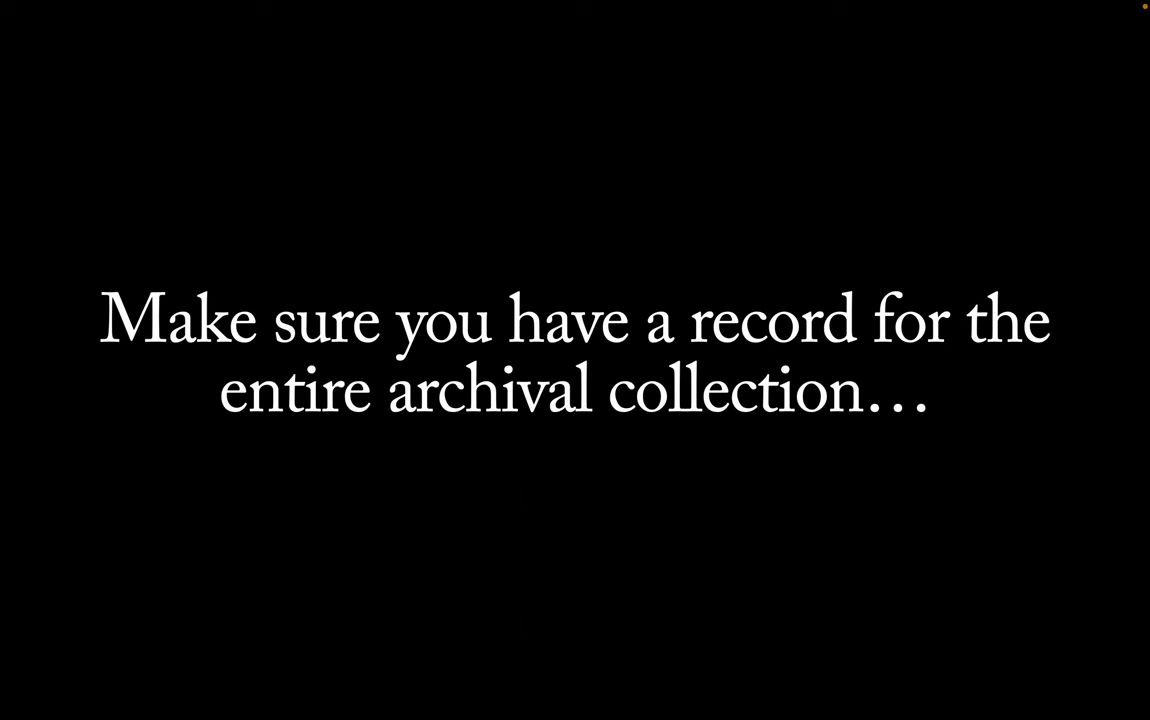 Make sure you have a record for the
entire archival collection…